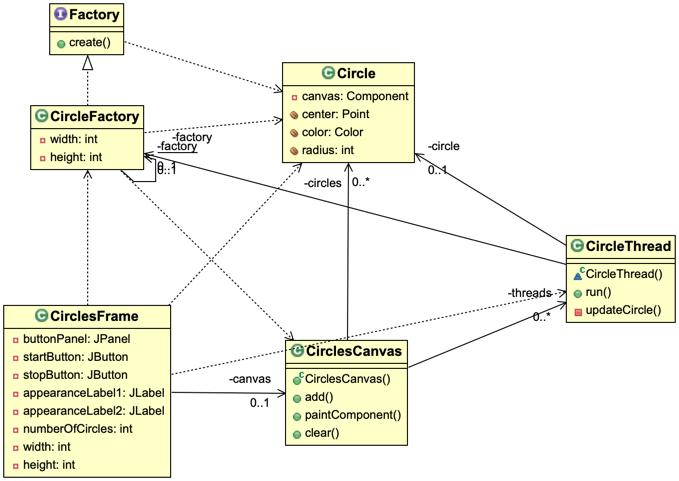 I Factory
create()
C Circle
canvas: Component
center: Point
color: Color
radius: int
C CircleFactory
width: int
height: int
-factory
-factory
0..1
0..1
-circle
0..1
-circles
0..*
C CircleThread
C CircleThread()
run()
updateCircle()
-threads
0..*
C CirclesFrame
buttonPanel: JPanel
startButton: JButton
stopButton: JButton
appearanceLabel1: JLabel
appearanceLabel2: JLabel
numberOfCircles: int
width: int
height: int
-canvas
0..1
C CirclesCanvas
C CirclesCanvas()
add()
paintComponent()
clear()